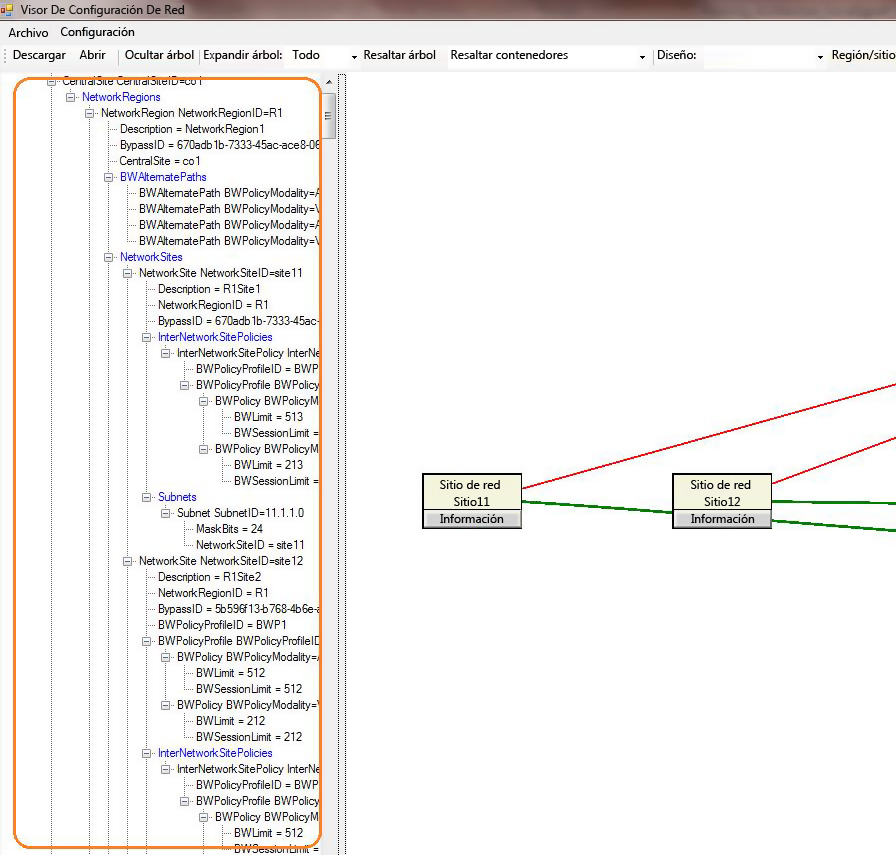 Visor De Configuración De Red
Archivo Configuración
Descargar Abrir Ocultar árbol Expandir árbol: Todo Resaltar árbol Resaltar contenedores Diseño: Región/sitio
CentralSite CentralSiteID=co1
NetworkRegions
NetworkRegion NetworkRegionID=R1
Description = NetworkRegion1
BypassID = 670adb1b-7333-45ac-ace8-06
CentralSite = co1
BWAlternatePaths
BWAlternatePath BWPolicyModality=A
BWAlternatePath BWPolicyModality=V
BWAlternatePath BWPolicyModality=A
BWAlternatePath BWPolicyModality=V
NetworkSites
NetworkSite NetworkSiteID=site11
Description = R1Site1
NetworkRegionID = R1
BypassID = 670adb1b-7333-45ac-
InterNetworkSitePolicies
InterNetworkSitePolicy InterNe
BWPolicyProfileID = BWP
BWPolicyProfile BWPolicy
BWPolicy BWPolicyM
BWLimit = 513
BWSessionLimit =
BWPolicy BWPolicyM
BWLimit = 213
BWSessionLimit =
Subnets
Subnet SubnetID=11.1.1.0
MaskBits = 24
NetworkSiteID = site11
NetworkSite NetworkSiteID=site12
Description = R1Site2
NetworkRegionID = R1
BypassID = 5b596f13-b768-4b6e-a
BWPolicyProfileID = BWP1
BWPolicyProfile BWPolicyProfileID
BWPolicy BWPolicyModality=A
BWLimit = 512
BWSessionLimit = 512
BWPolicy BWPolicyModality=V
BWLimit = 212
BWSessionLimit = 212
InterNetworkSitePolicies
InterNetworkSitePolicy InterNe
BWPolicyProfileID = BWP
BWPolicyProfile BWPolicy
BWPolicy BWPolicyM
BWLimit = 512
BWSessionLimit =
Sitio de red
Sitio11
Información
Sitio de red
Sitio12
Información